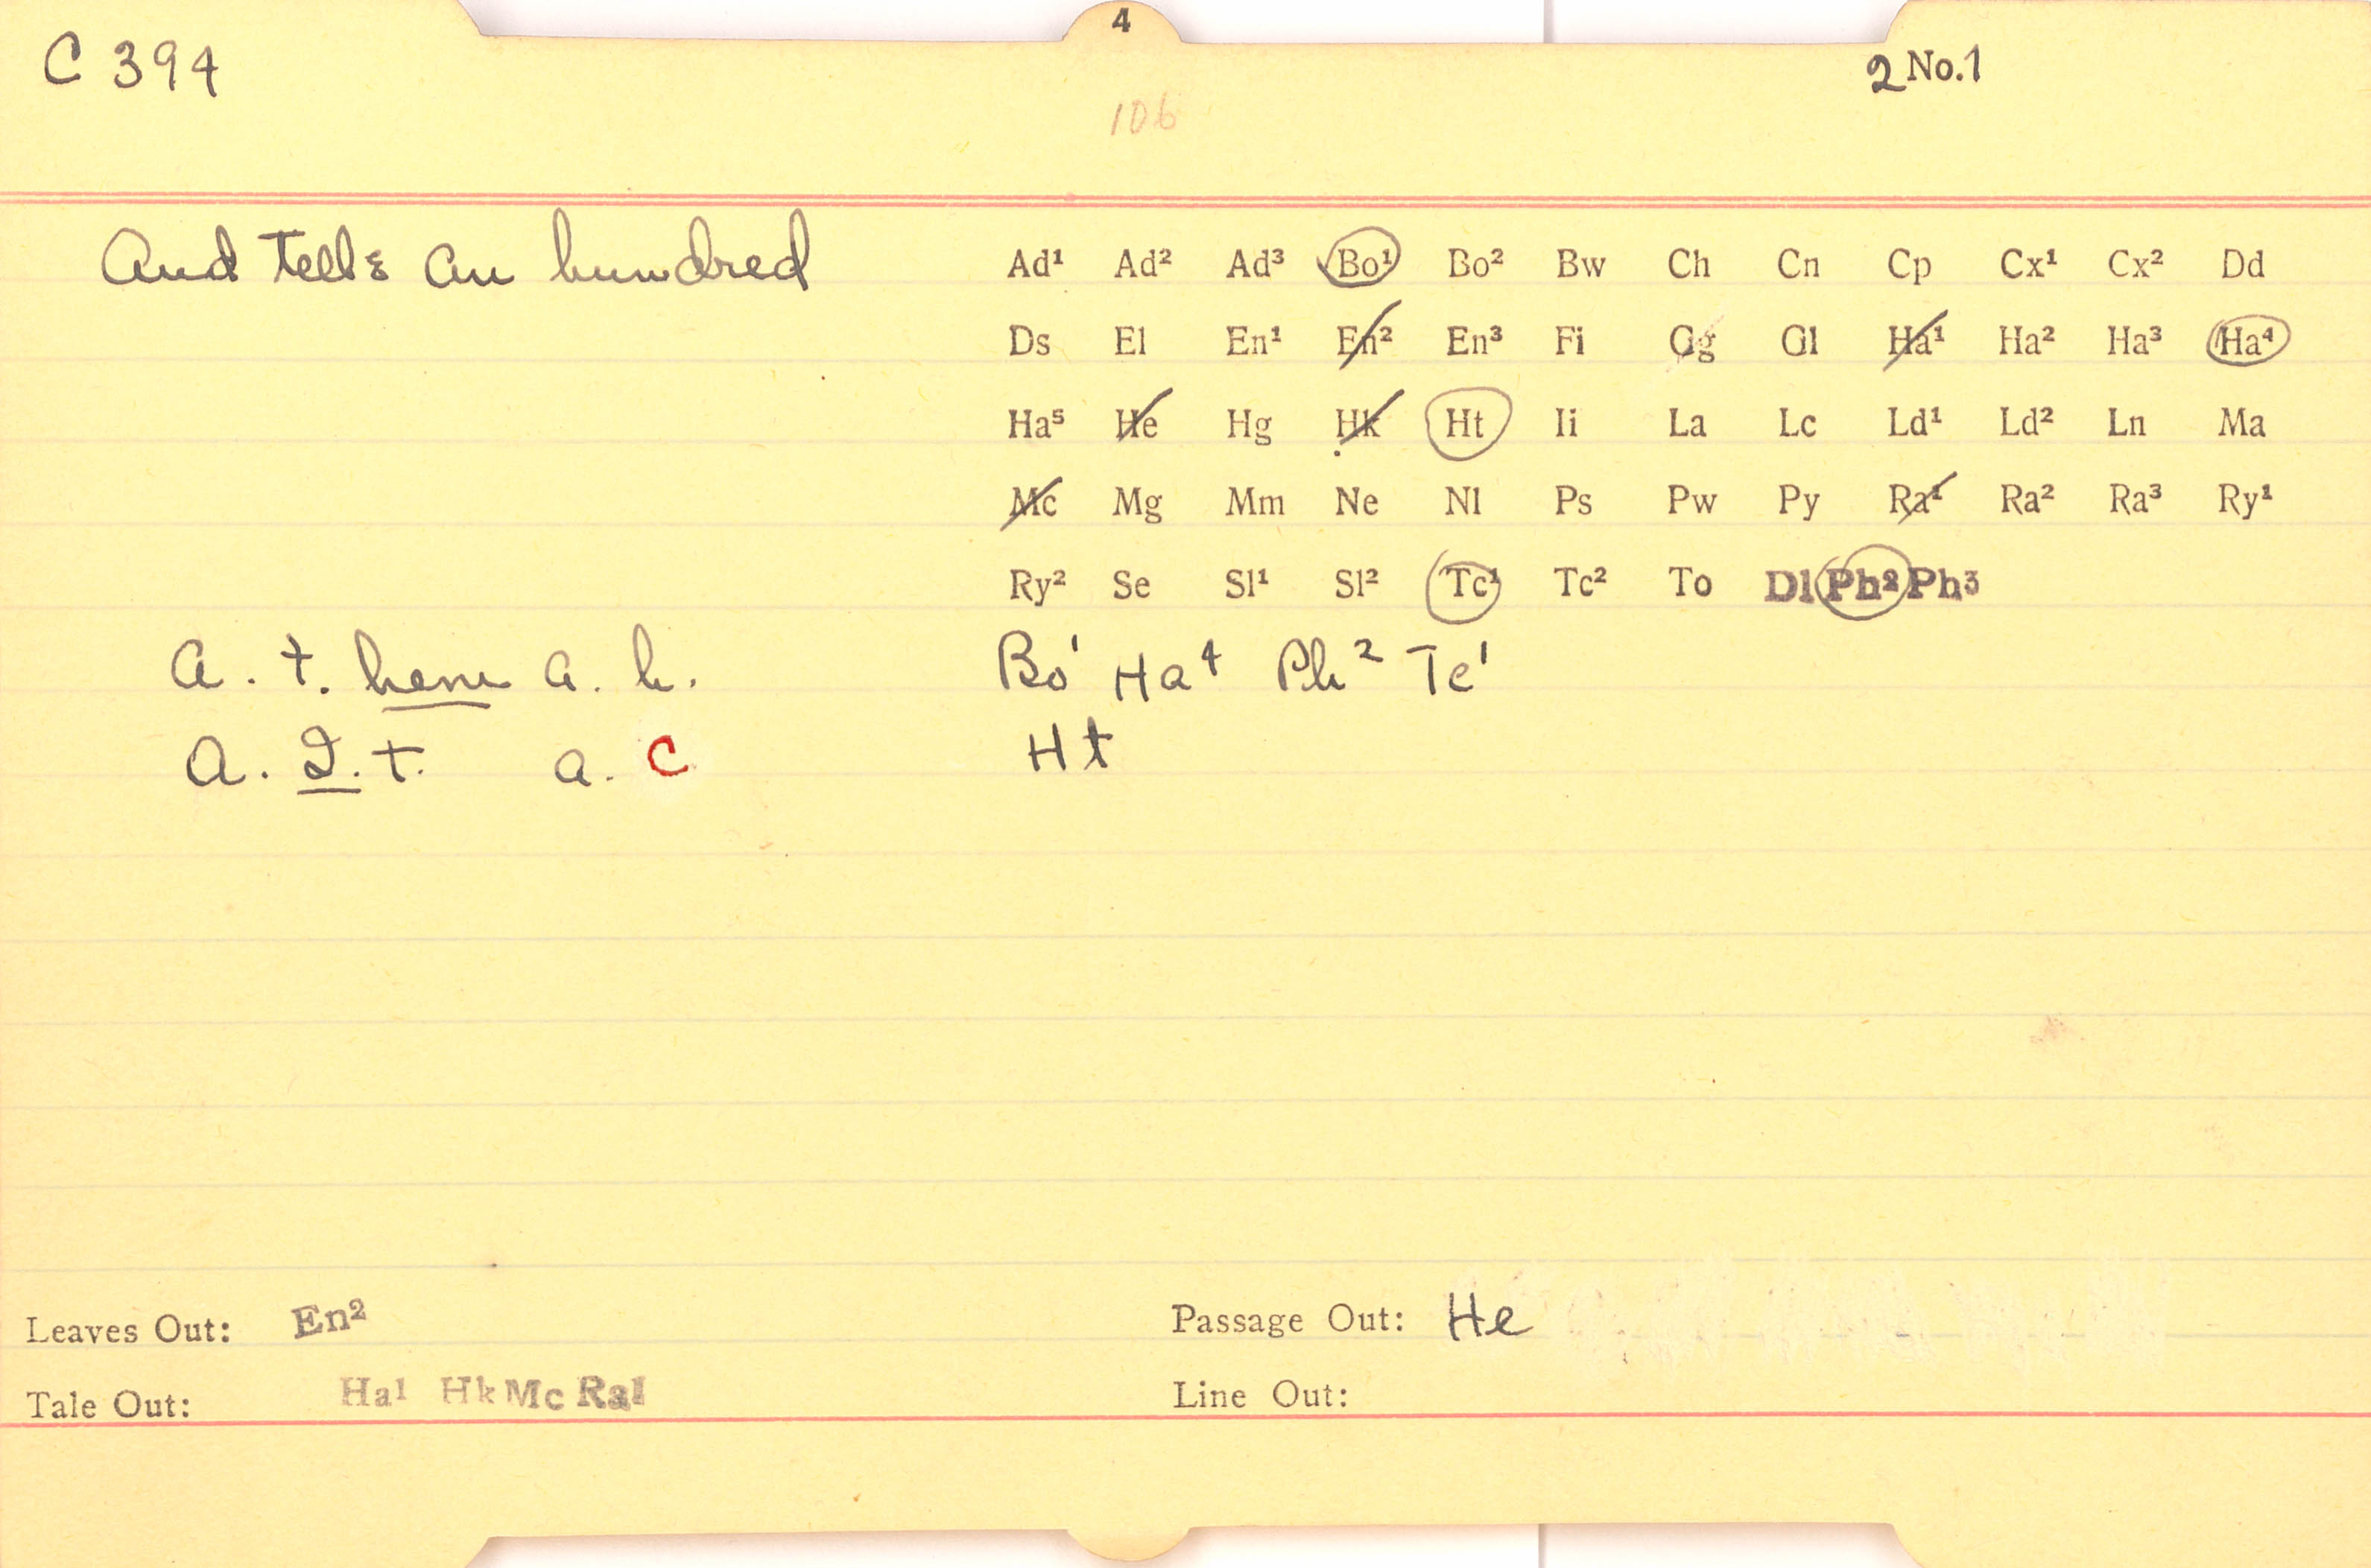 4
C 394
2 No.1
106
And telle an hundred
Ad¹ Ad² Ad³ Bo¹ Bo² Bw Ch Cn Cp Cx¹ Cx² Dd
Ds El En¹ En² En³ Fi Gg Gl Ha¹ Ha² Ha³ Ha⁴
Ha⁵ He Hg Hk Ht Ii La Lc Ld¹ Ld² Ln Ma
Mc Mg Mm Ne Nl Ps Pw Py Ra¹ Ra² Ra³ Ry¹
Ry² Se Sl¹ Sl² Tc¹ Tc² To Dl Ph² Ph³
a. t. hem a. h. Bo¹ Ha⁴ Ph² Tc¹
a. I. t. a. C Ht
Leaves Out: En² Passage Out: He
Tale Out: Ha1 Hk Mc Ra1 Line Out: